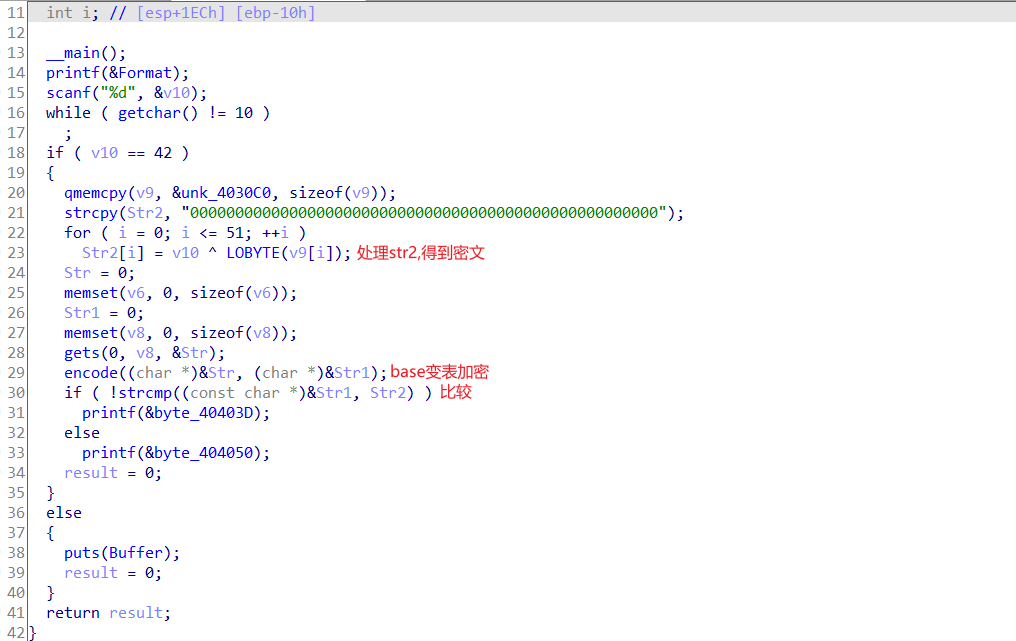 11 int i; // [esp+1ECh] [ebp-10h]
12
13 __main();
14 printf(&Format);
15 scanf("%d", &v10);
16 while ( getchar() != 10 )
17 ;
18 if ( v10 == 42 )
19 {
20 qmemcpy(v9, &unk_4030C0, sizeof(v9));
21 strcpy(Str2, "0000000000000000000000000000000000000000000000000000");
22 for ( i = 0; i <= 51; ++i )
23 Str2[i] = v10 ^ LOBYTE(v9[i]); 处理str2,得到密文
24 Str = 0;
25 memset(v6, 0, sizeof(v6));
26 Str1 = 0;
27 memset(v8, 0, sizeof(v8));
28 gets(0, v8, &Str);
29 encode((char *)&Str, (char *)&Str1); base变表加密
30 if ( !strcmp((const char *)&Str1, Str2) ) 比较
31 printf(&byte_40403D);
32 else
33 printf(&byte_404050);
34 result = 0;
35 }
36 else
37 {
38 puts(Buffer);
39 result = 0;
40 }
41 return result;
42 }